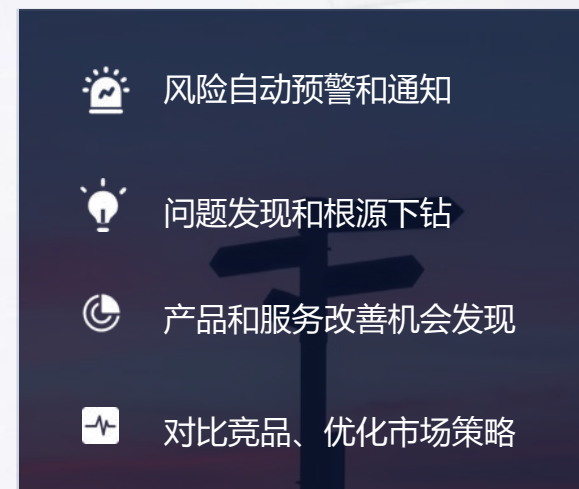 风险自动预警和通知
问题发现和根源下钻
产品和服务改善机会发现
对比竞品、优化市场策略